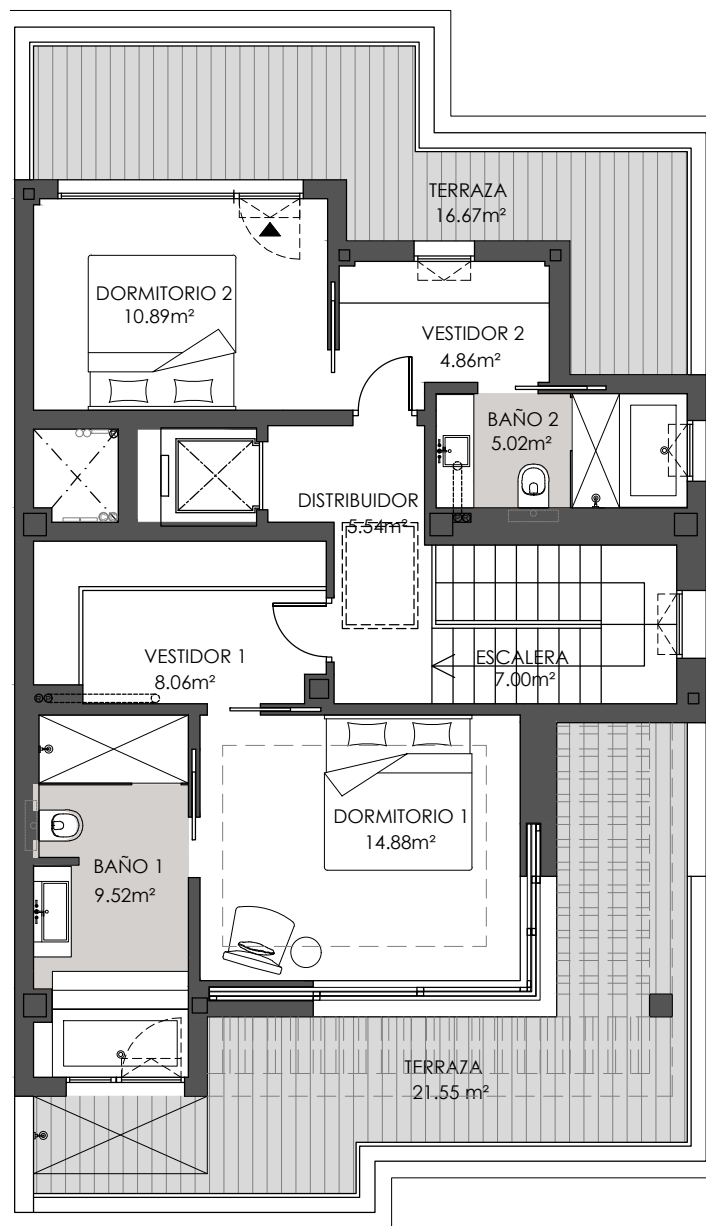 TERRAZA
16.67m²
DORMITORIO 2
10.89m²
VESTIDOR 2
4.86m²
BAÑO 2
5.02m²
DISTRIBUIDOR
5.54m²
VESTIDOR 1
8.06m²
ESCALERA
7.00m²
DORMITORIO 1
14.88m²
BAÑO 1
9.52m²
TERRAZA
21.55 m²